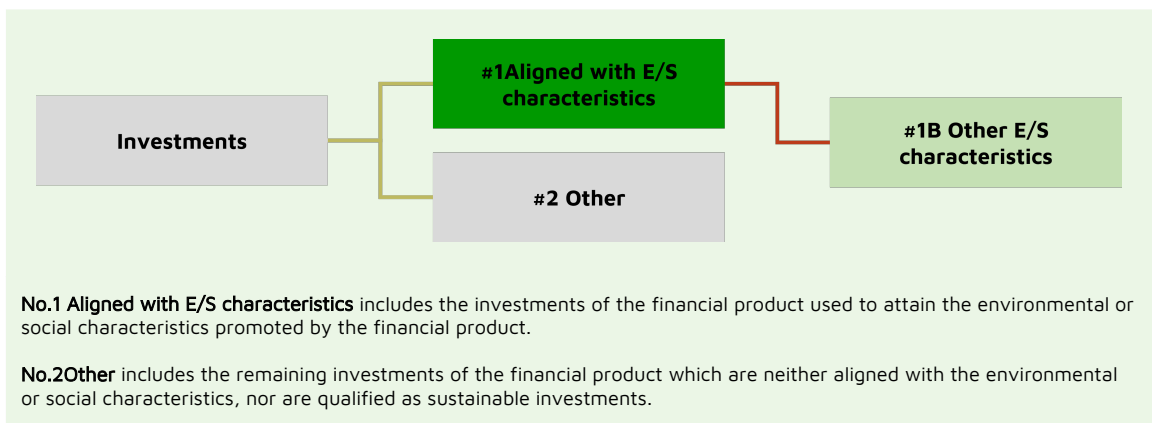 #1Aligned with E/S
characteristics
Investments
#1B Other E/S
characteristics
#2 Other
No.1 Aligned with E/S characteristics includes the investments of the financial product used to attain the environmental or
social characteristics promoted by the financial product.
No.2Other includes the remaining investments of the financial product which are neither aligned with the environmental
or social characteristics, nor are qualified as sustainable investments.